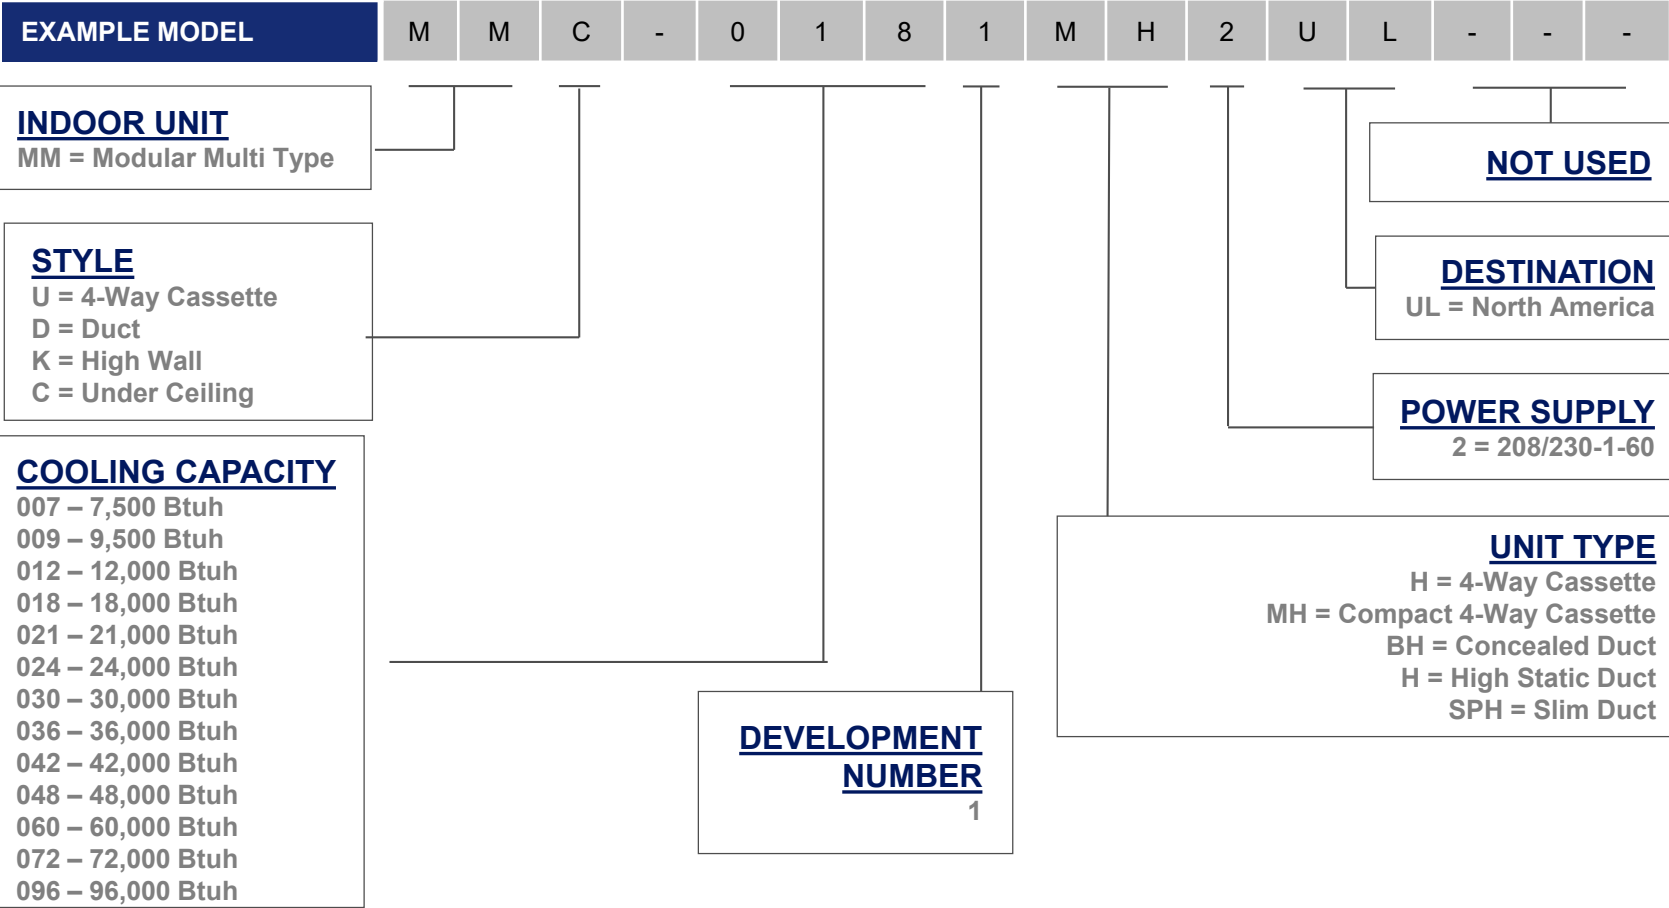 EXAMPLE MODEL M M C - 0 1 8 1 M H 2 U L - - -
INDOOR UNIT
MM = Modular Multi Type
STYLE
U = 4-Way Cassette
D = Duct
K = High Wall
C = Under Ceiling
COOLING CAPACITY
007 – 7,500 Btuh
009 – 9,500 Btuh
012 – 12,000 Btuh
018 – 18,000 Btuh
021 – 21,000 Btuh
024 – 24,000 Btuh
030 – 30,000 Btuh
036 – 36,000 Btuh
042 – 42,000 Btuh
048 – 48,000 Btuh
060 – 60,000 Btuh
072 – 72,000 Btuh
096 – 96,000 Btuh
DEVELOPMENT
NUMBER
1
NOT USED
DESTINATION
UL = North America
POWER SUPPLY
2 = 208/230-1-60
UNIT TYPE
H = 4-Way Cassette
MH = Compact 4-Way Cassette
BH = Concealed Duct
H = High Static Duct
SPH = Slim Duct